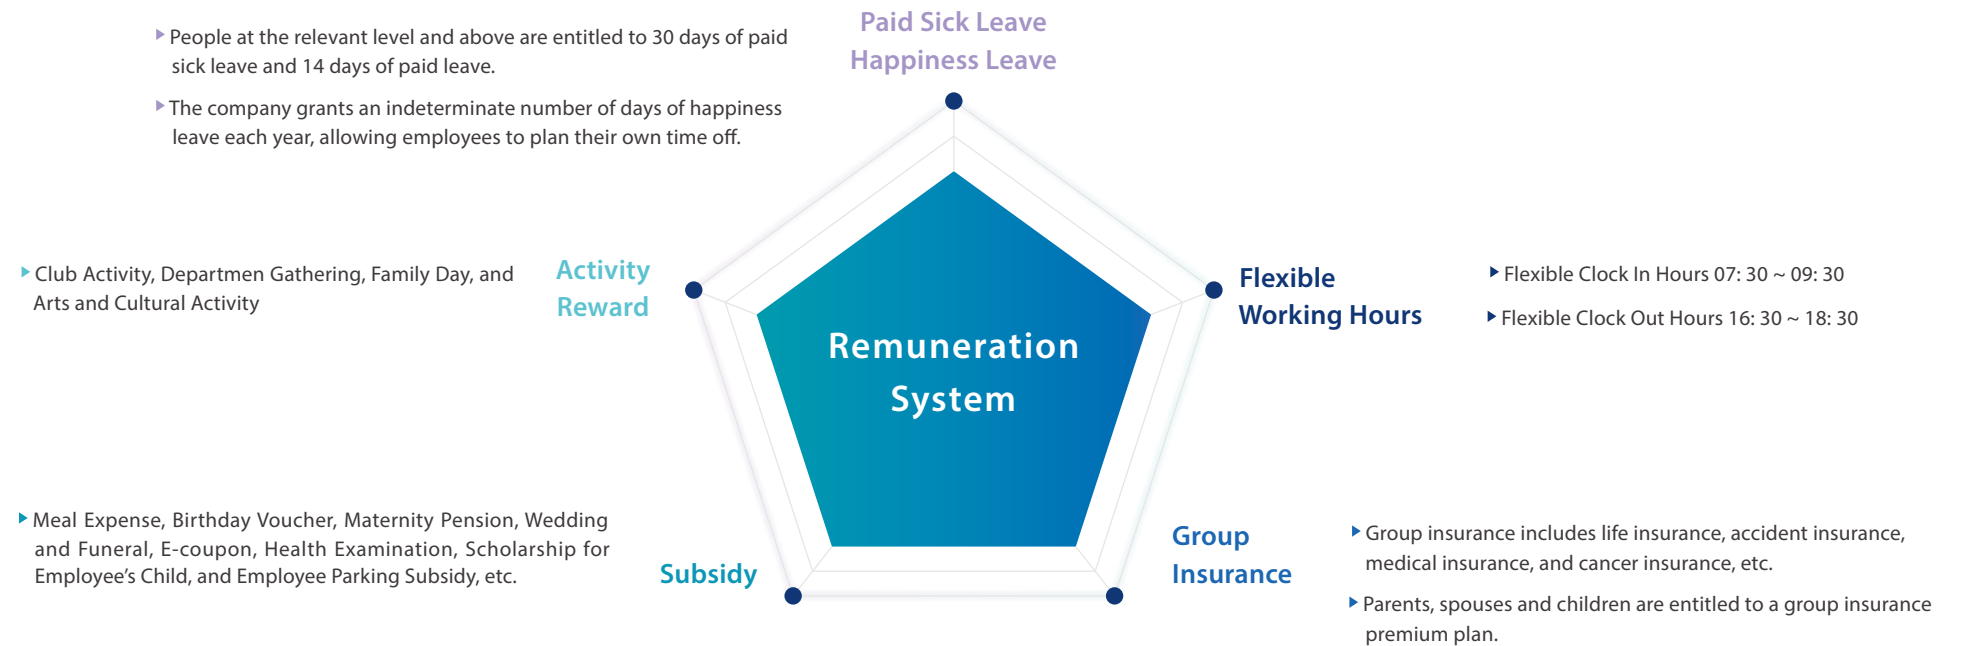 Paid Sick Leave
Happiness Leave
People at the relevant level and above are entitled to 30 days of paid
sick leave and 14 days of paid leave.
The company grants an indeterminate number of days of happiness
leave each year, allowing employees to plan their own time off.
Activity
Reward
Club Activity, Departmen Gathering, Family Day, and
Arts and Cultural Activity
Flexible
Working Hours
Flexible Clock In Hours 07: 30 ~ 09: 30
Flexible Clock Out Hours 16: 30 ~ 18: 30
Remuneration
System
Subsidy
Meal Expense, Birthday Voucher, Maternity Pension, Wedding
and Funeral, E-coupon, Health Examination, Scholarship for
Employee’s Child, and Employee Parking Subsidy, etc.
Group
Insurance
Group insurance includes life insurance, accident insurance,
medical insurance, and cancer insurance, etc.
Parents, spouses and children are entitled to a group insurance
premium plan.